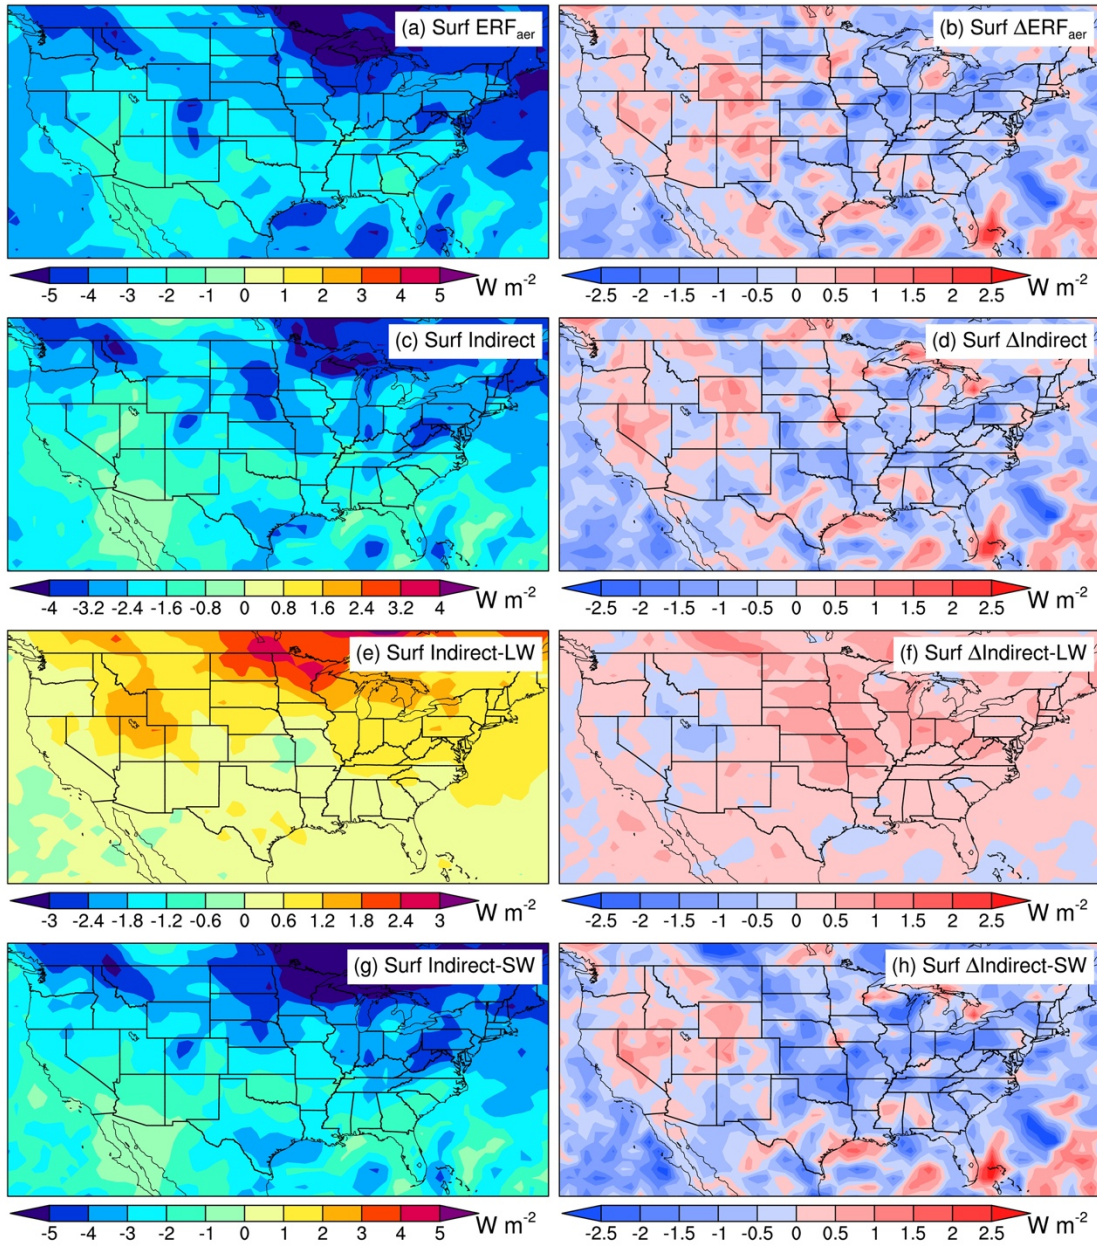 (a) Surf ERFaer
(b) Surf ΔERFaer
-5 -4 -3 -2 -1 0 1 2 3 4 5 W m-2
-2.5 -2 -1.5 -1 -0.5 0 0.5 1 1.5 2 2.5 W m-2
(c) Surf Indirect
(d) Surf ΔIndirect
-4 -3.2 -2.4 -1.6 -0.8 0 0.8 1.6 2.4 3.2 4 W m-2
-2.5 -2 -1.5 -1 -0.5 0 0.5 1 1.5 2 2.5 W m-2
(e) Surf Indirect-LW
(f) Surf ΔIndirect-LW
-3 -2.4 -1.8 -1.2 -0.6 0 0.6 1.2 1.8 2.4 3 W m-2
-2.5 -2 -1.5 -1 -0.5 0 0.5 1 1.5 2 2.5 W m-2
(g) Surf Indirect-SW
(h) Surf ΔIndirect-SW
-5 -4 -3 -2 -1 0 1 2 3 4 5 W m-2
-2.5 -2 -1.5 -1 -0.5 0 0.5 1 1.5 2 2.5 W m-2